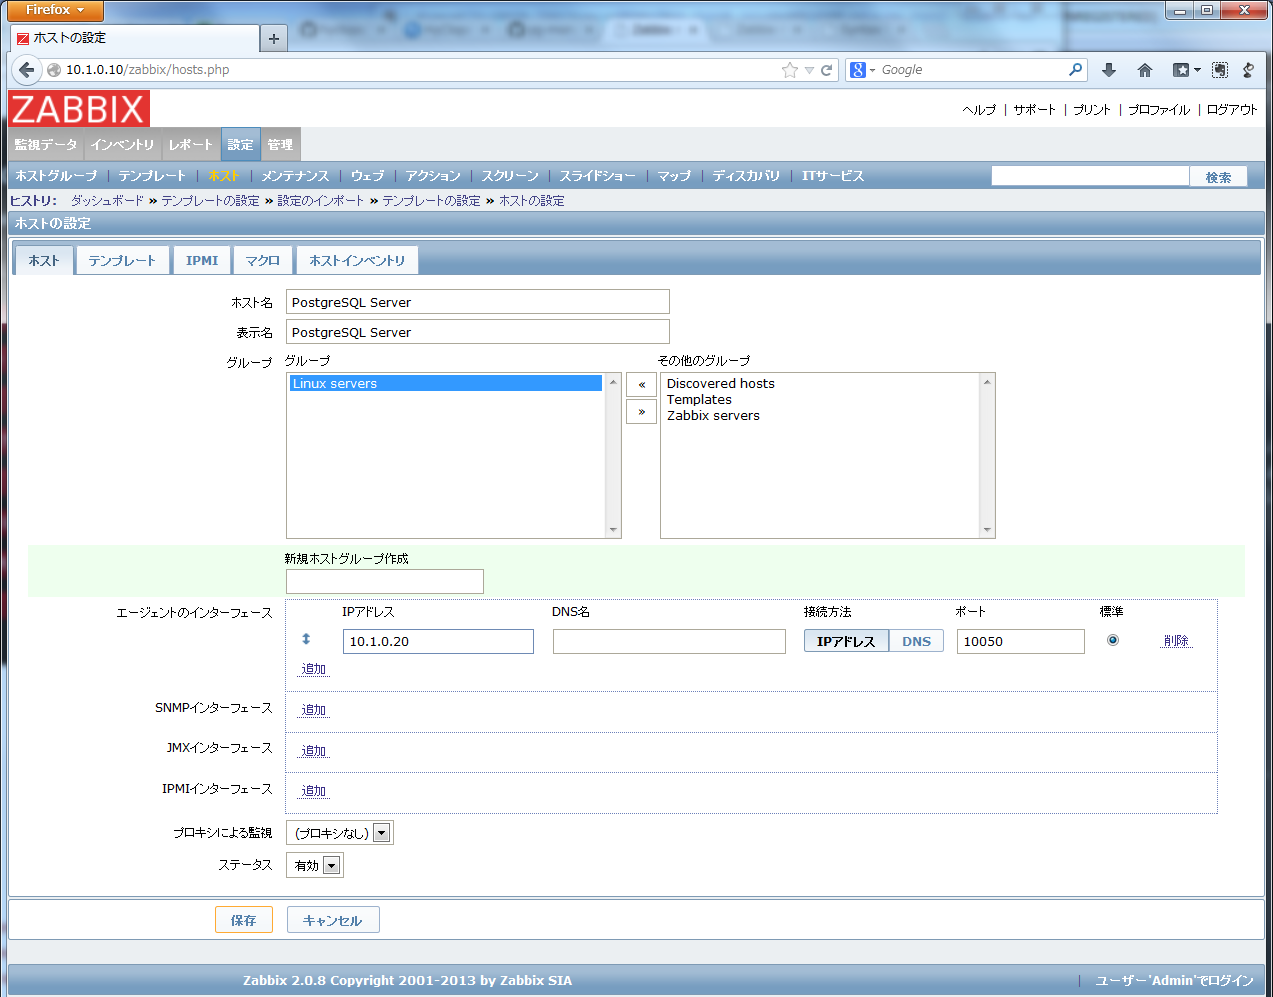 Firefox
ホストの設定
10.1.0.10/zabbix/hosts.php
Google
ZABBIX
ヘルプ | サポート | プリント | プロファイル | ログアウト
監視データ インベントリ レポート 設定 管理
ホストグループ | テンプレート | ホスト | メンテナンス | ウェブ | アクション | スクリーン | スライドショー | マップ | ディスカバリ | ITサービス
検索
ヒストリ: ダッシュボード » テンプレートの設定 » 設定のインポート » テンプレートの設定 » ホストの設定
ホストの設定
ホスト テンプレート IPMI マクロ ホストインベントリ
ホスト名 PostgreSQL Server
表示名 PostgreSQL Server
グループ グループ その他のグループ
Linux servers « Discovered hosts
Templates
» Zabbix servers
新規ホストグループ作成
エージェントのインターフェース IPアドレス DNS名 接続方法 ポート 標準
10.1.0.20 IPアドレス DNS 10050 削除
追加
SNMPインターフェース 追加
JMXインターフェース 追加
IPMIインターフェース 追加
プロキシによる監視 (プロキシなし)
ステータス 有効
保存 キャンセル
Zabbix 2.0.8 Copyright 2001-2013 by Zabbix SIA | ユーザー'Admin'でログイン